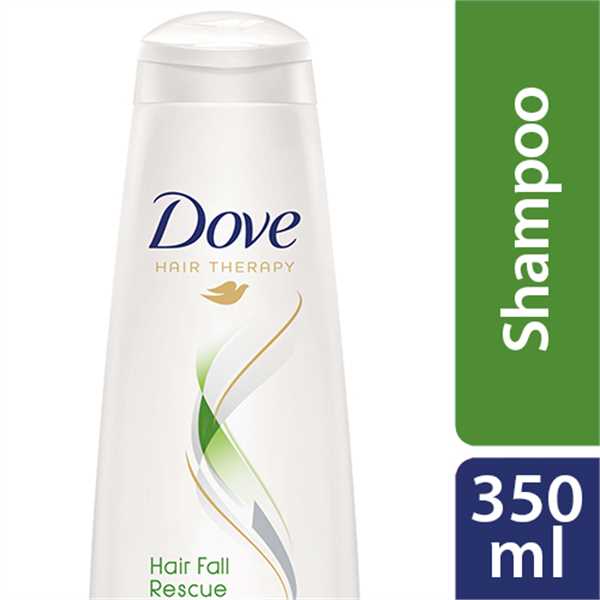 Dove
HAIR THERAPY
Hair Fall
Rescue
Shampoo
350
ml